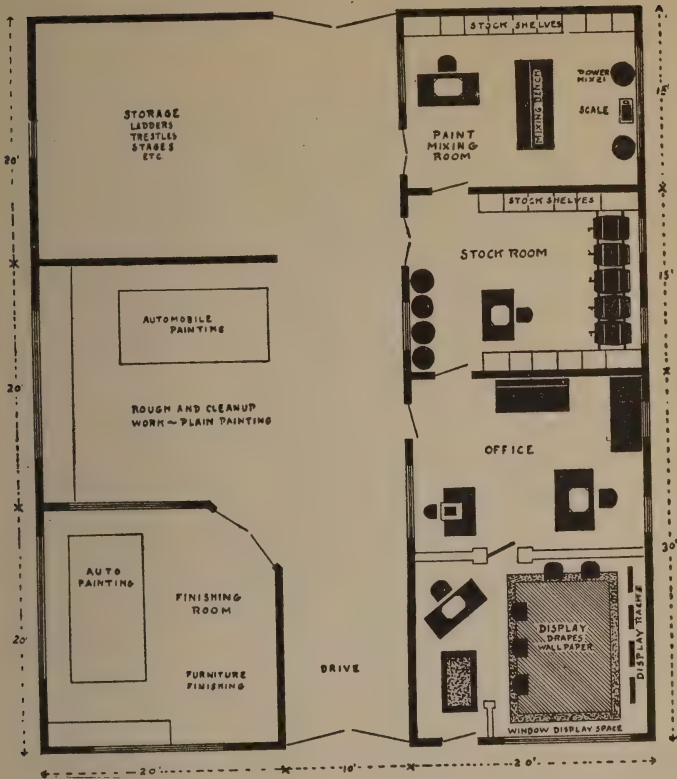 STOCK SHELVES
POWER
MIXER
SCALE
MIXING BENCH
PAINT
MIXING
ROOM
15'
STORAGE
LADDERS
TRESTLES
STAGES
ETC.
20'
STOCK SHELVES
STOCK ROOM
15'
AUTOMOBILE
PAINTING
ROUGH AND CLEANUP
WORK ~ PLAIN PAINTING
20'
OFFICE
30'
AUTO
PAINTING
FINISHING
ROOM
FURNITURE
FINISHING
20'
DRIVE
DISPLAY
DRAPES
WALLPAPER
DISPLAY RACKS
WINDOW DISPLAY SPACE
20'
10'
20'